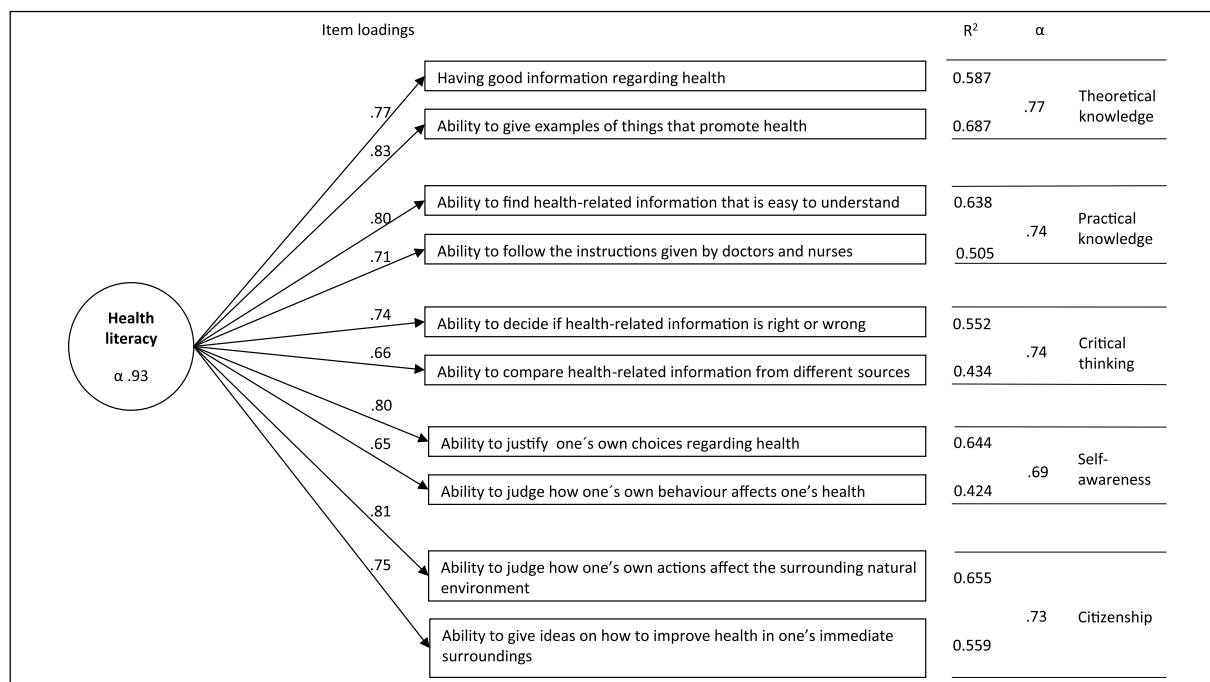 Item loadings
R² α
Having good information regarding health
0.587
.77
Ability to give examples of things that promote health
0.687
.83
.77
Theoretical
knowledge
Ability to find health-related information that is easy to understand
0.638
.80
Ability to follow the instructions given by doctors and nurses
0.505
.71
.74
Practical
knowledge
Health
literacy
α .93
Ability to decide if health-related information is right or wrong
0.552
.74
Ability to compare health-related information from different sources
0.434
.66
.74
Critical
thinking
Ability to justify one´s own choices regarding health
0.644
.80
Ability to judge how one´s own behaviour affects one’s health
0.424
.65
.69
Self-
awareness
Ability to judge how one’s own actions affect the surrounding natural
environment
0.655
.81
Ability to give ideas on how to improve health in one’s immediate
surroundings
0.559
.75
.73
Citizenship